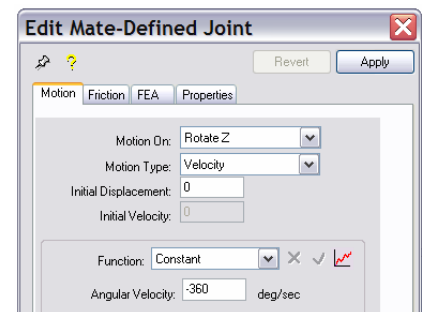 Edit Mate-Defined Joint
? Revert Apply
Motion Friction FEA Properties
Motion On: Rotate Z
Motion Type: Velocity
Initial Displacement: 0
Initial Velocity: 0
Function: Constant
Angular Velocity: -360 deg/sec